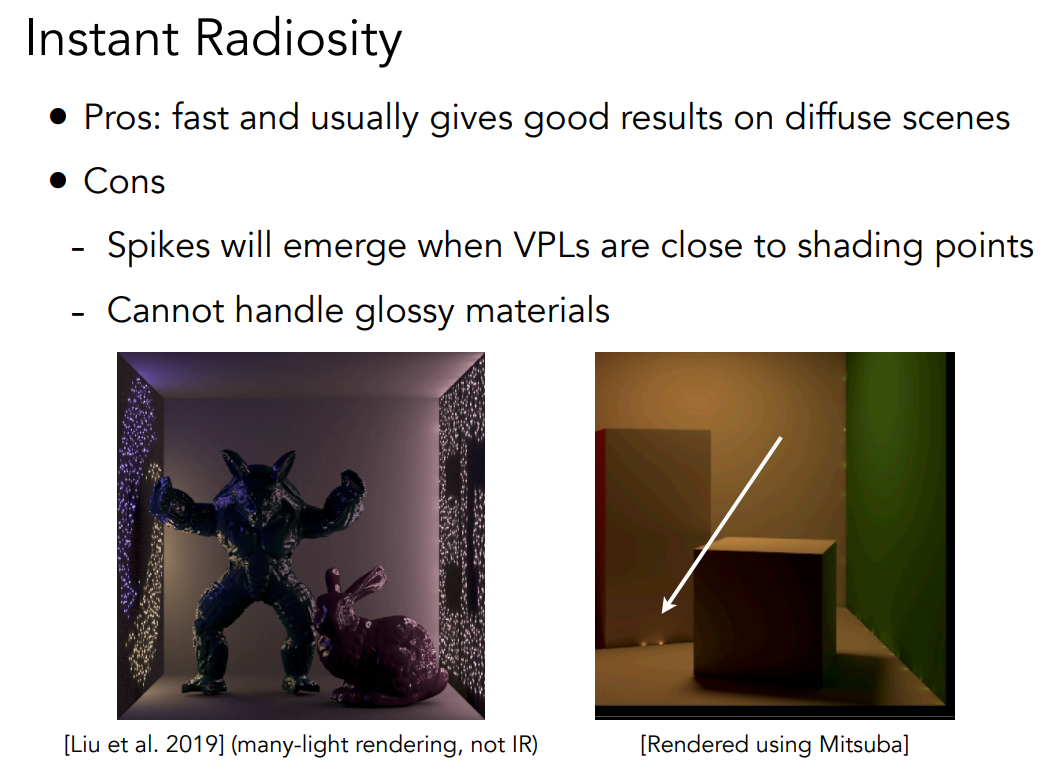 Instant Radiosity
• Pros: fast and usually gives good results on diffuse scenes
• Cons
- Spikes will emerge when VPLs are close to shading points
- Cannot handle glossy materials
[Liu et al. 2019] (many-light rendering, not IR)
[Rendered using Mitsuba]